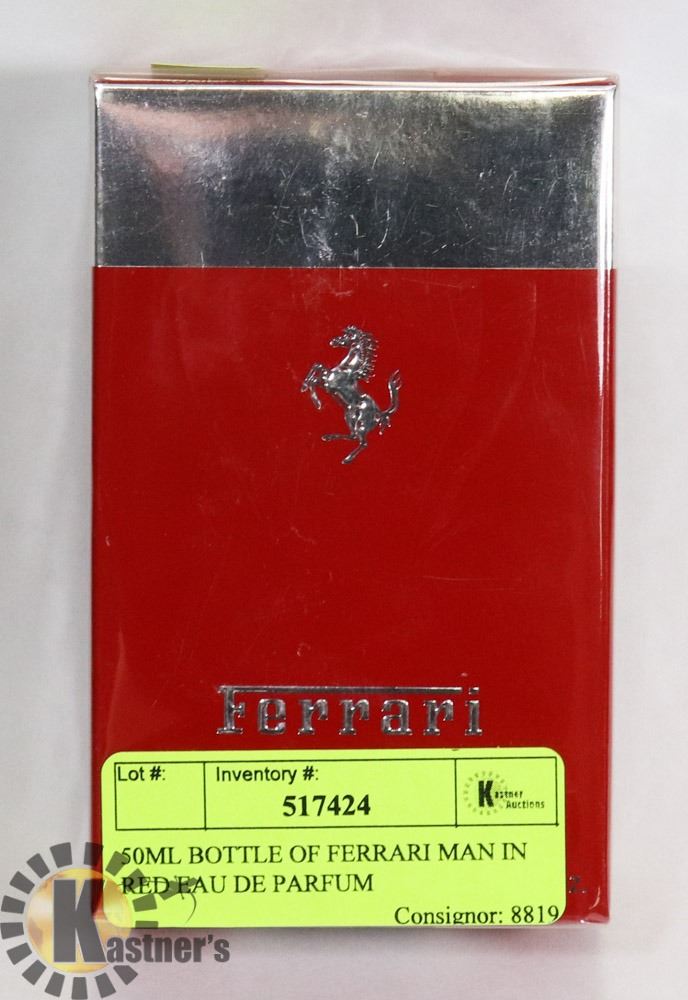 Ferrari
Lot #:
Inventory #:
517424
Kastner
Auctions
50ML BOTTLE OF FERRARI MAN IN
RED EAU DE PARFUM
Consignor: 8819
Kastner's